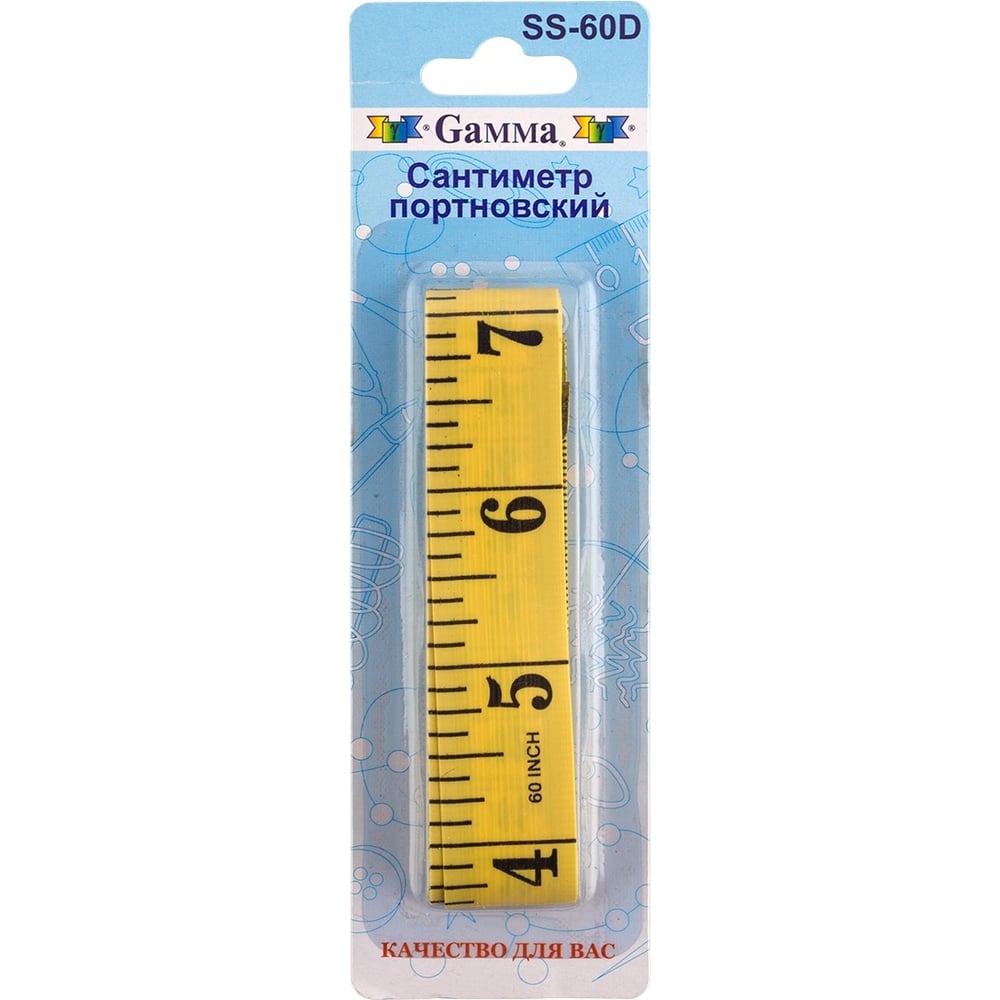 SS-60D
® Gamma® ®
Сантиметр
портновский
7
6
5
60 INCH
4
КАЧЕСТВО ДЛЯ ВАС